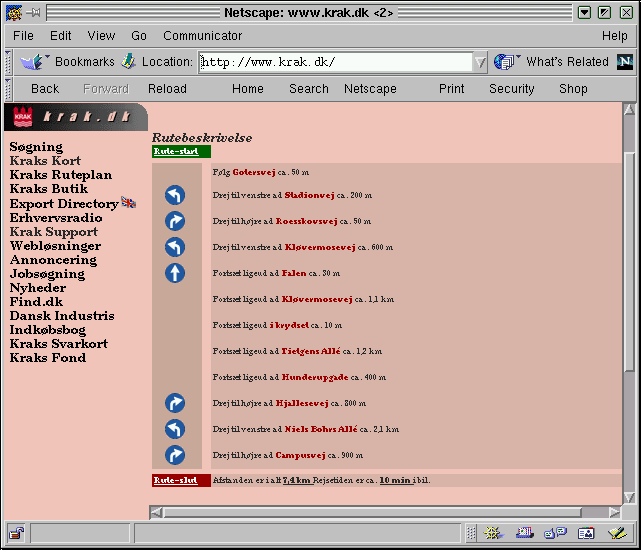 Netscape: www.krak.dk <2>
File Edit View Go Communicator Help
Bookmarks Location: http://www.krak.dk/ What's Related
Back Forward Reload Home Search Netscape Print Security Shop
KRAK krak.dk
Søgning
Kraks Kort
Kraks Ruteplan
Kraks Butik
Export Directory
Erhvervsradio
Krak Support
Webløsninger
Annoncering
Jobsøgning
Nyheder
Find.dk
Dansk Industris
Indkøbsbog
Kraks Svarkort
Kraks Fond
Rutebeskrivelse
Rute-start
Følg Gotersvej ca. 50 m
Drej til venstre ad Stadionvej ca. 200 m
Drej til højre ad Roesskovsvej ca. 50 m
Drej til venstre ad Kløvermosevej ca. 600 m
Fortsæt ligeud ad Falen ca. 30 m
Fortsæt ligeud ad Kløvermosevej ca. 1,1 km
Fortsæt ligeud i krydset ca. 10 m
Fortsæt ligeud ad Tietgens Allé ca. 1,2 km
Fortsæt ligeud ad Hunderupgade ca. 400 m
Drej til højre ad Hjallesevej ca. 800 m
Drej til venstre ad Niels Bohrs Allé ca. 2,1 km
Drej til højre ad Campusvej ca. 900 m
Rute-slut Afstanden er i alt 7,4 km Rejsetiden er ca. 10 min i bil.